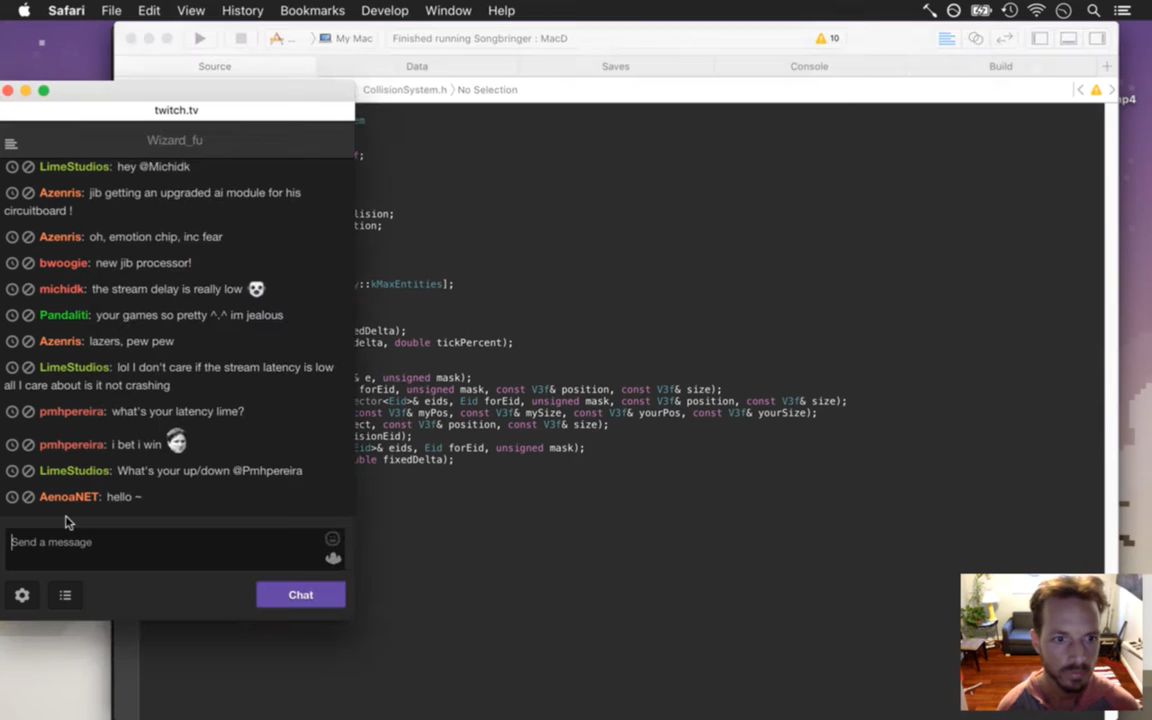 Safari File Edit View History Bookmarks Develop Window Help
... My Mac Finished running Songbringer : MacD 10
Source Data Saves Console Build
CollisionSystem.h No Selection
mp4
twitch.tv
Wizard_fu
LimeStudios: hey @Michidk
Azenris: jib getting an upgraded ai module for his
circuitboard !
Azenris: oh, emotion chip, inc fear
bwoogie: new jib processor!
michidk: the stream delay is really low
Pandaliti: your games so pretty ^.^ im jealous
Azenris: lazers, pew pew
LimeStudios: lol I don't care if the stream latency is low
all I care about is it not crashing
pmhpereira: what's your latency lime?
pmhpereira: i bet i win
LimeStudios: What's your up/down @Pmhpereira
AenoaNET: hello ~
Send a message
Chat
f;
lision;
tion;
y::kMaxEntities];
edDelta);
delta, double tickPercent);
& e, unsigned mask);
forEid, unsigned mask, const V3f& position, const V3f& size);
ector<Eid>& eids, Eid forEid, unsigned mask, const V3f& position, const V3f& size);
const V3f& myPos, const V3f& mySize, const V3f& yourPos, const V3f& yourSize);
ect, const V3f& position, const V3f& size);
isionEid);
Eid>& eids, Eid forEid, unsigned mask);
uble fixedDelta);